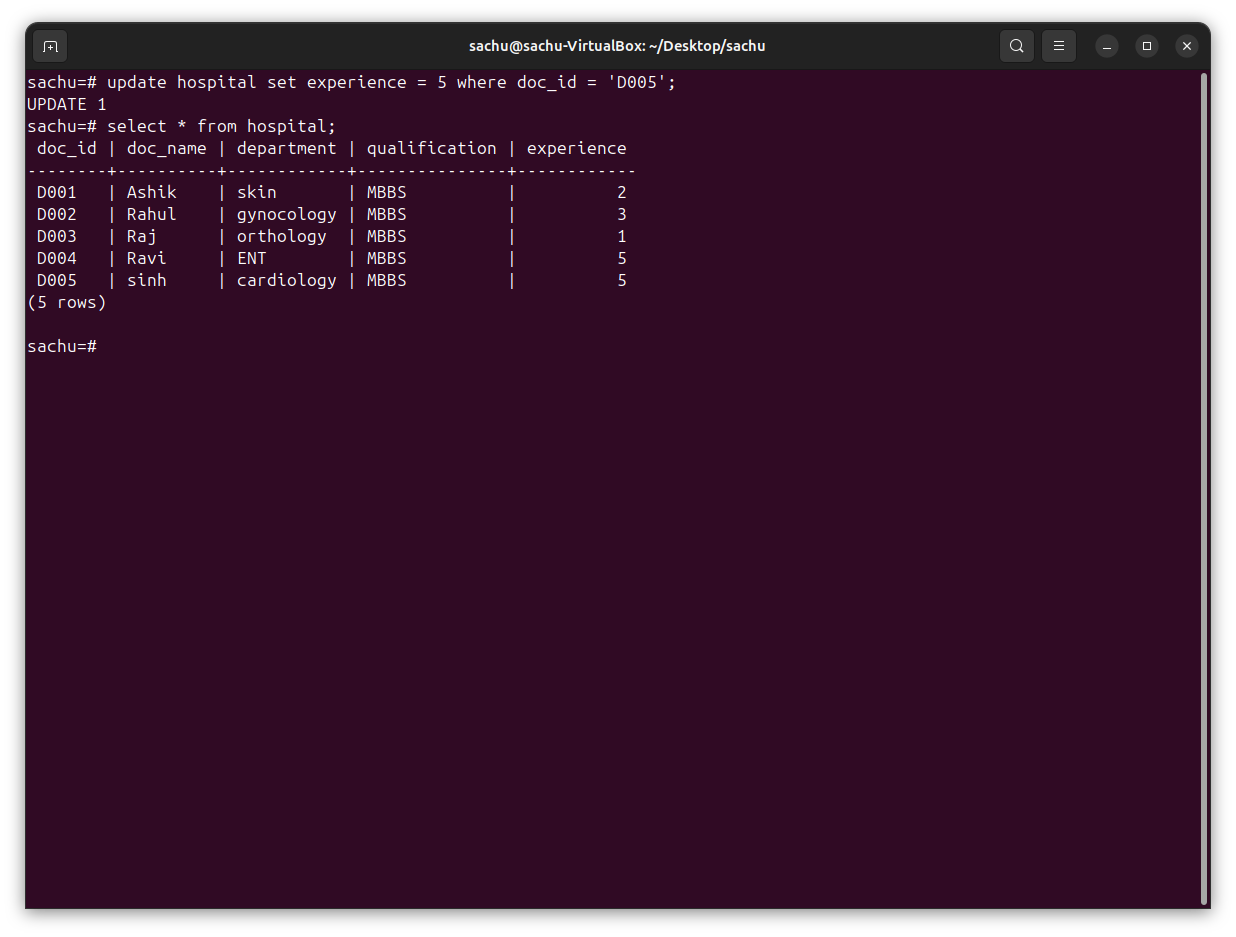 sachu@sachu-VirtualBox: ~/Desktop/sachu
sachu=# update hospital set experience = 5 where doc_id = 'D005';
UPDATE 1
sachu=# select * from hospital;
 doc_id | doc_name | department | qualification | experience
--------+----------+------------+---------------+------------
 D001   | Ashik    | skin       | MBBS          |          2
 D002   | Rahul    | gynocology | MBBS          |          3
 D003   | Raj      | orthology  | MBBS          |          1
 D004   | Ravi     | ENT        | MBBS          |          5
 D005   | sinh     | cardiology | MBBS          |          5
(5 rows)
sachu=#